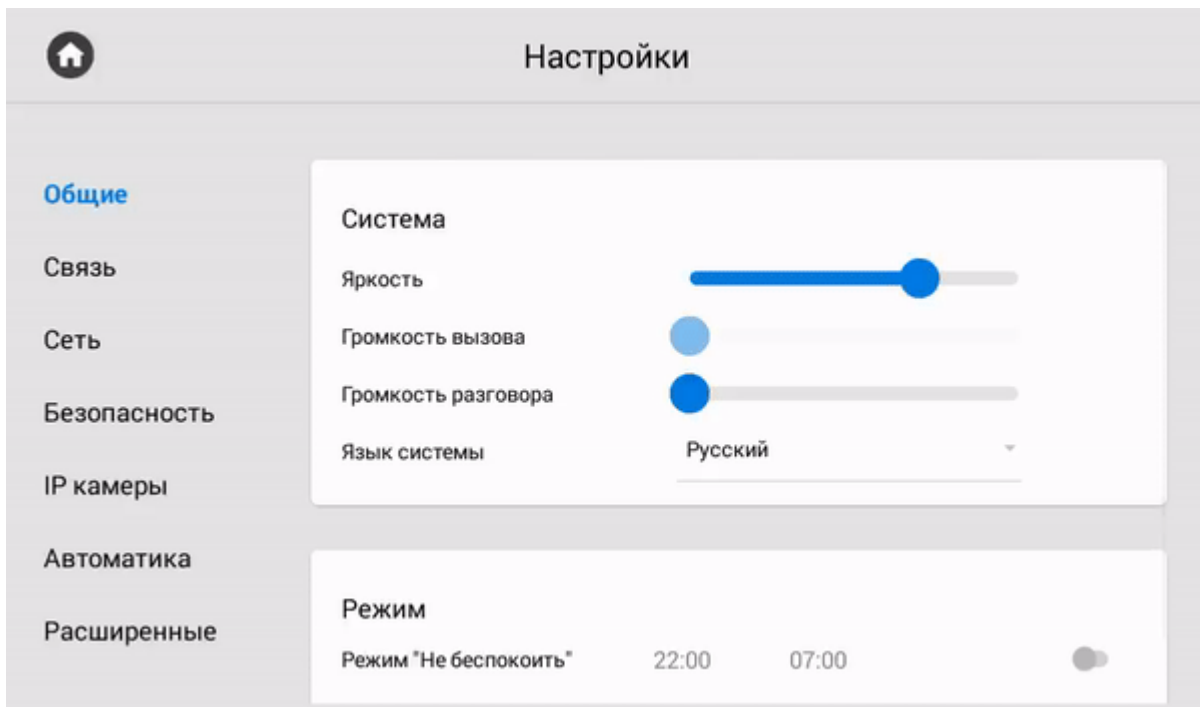 Настройки
Общие
Связь
Сеть
Безопасность
IP камеры
Автоматика
Расширенные
Система
Яркость
Громкость вызова
Громкость разговора
Язык системы Русский
Режим
Режим "Не беспокоить" 22:00 07:00